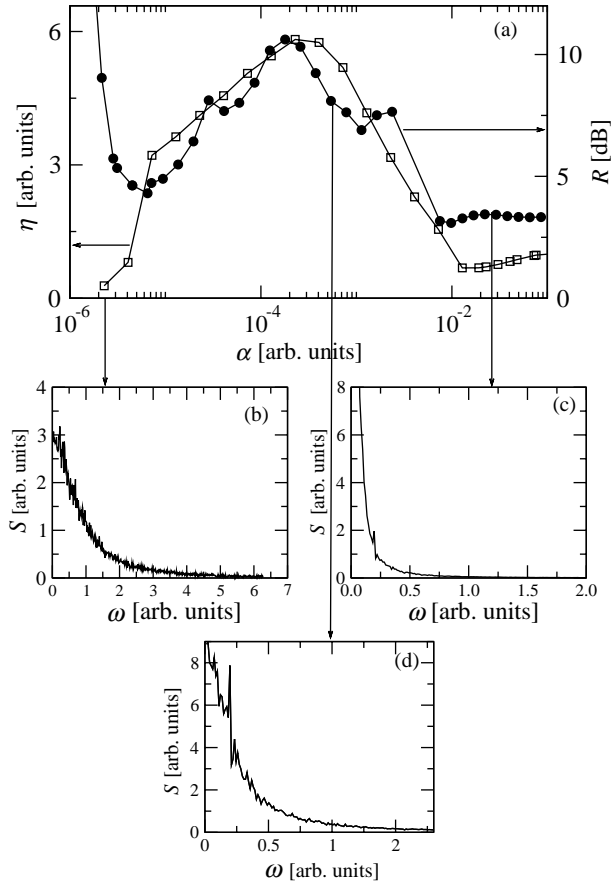 (a)
6
3
0
η [arb. units]
10
5
0
R [dB]
10^-6 10^-4 10^-2
α [arb. units]
(b)
4
3
2
1
0
S [arb. units]
0 1 2 3 4 5 6 7
ω [arb. units]
(c)
8
6
4
2
0
S [arb. units]
0.0 0.5 1.0 1.5 2.0
ω [arb. units]
(d)
8
6
4
2
0
S [arb. units]
0 0.5 1 2
ω [arb. units]